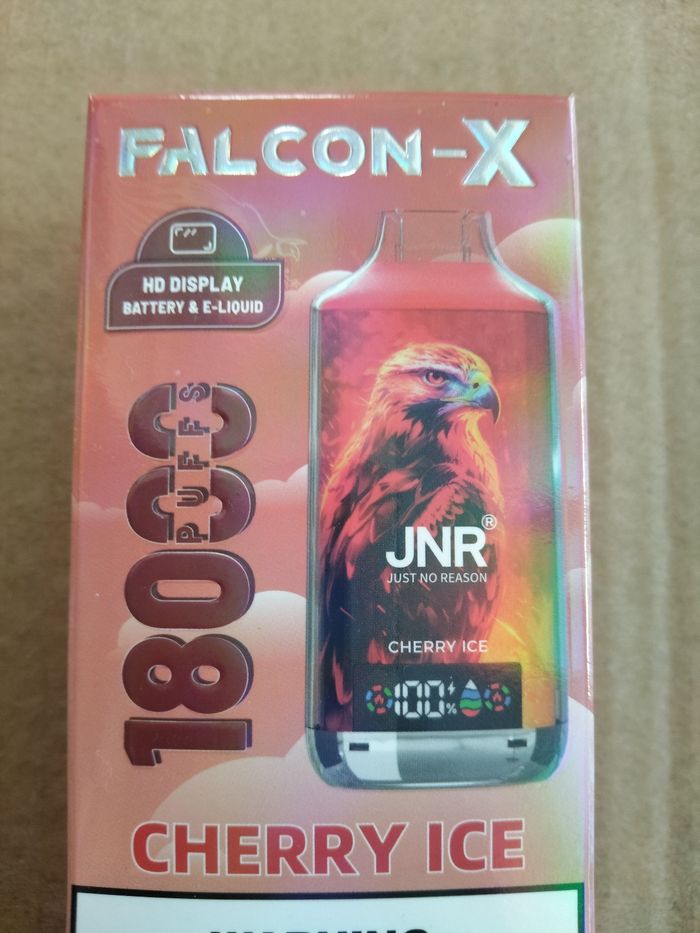 FALCON-X
HD DISPLAY
BATTERY & E-LIQUID
18000
PUFFS
JNR®
JUST NO REASON
CHERRY ICE
100%
CHERRY ICE